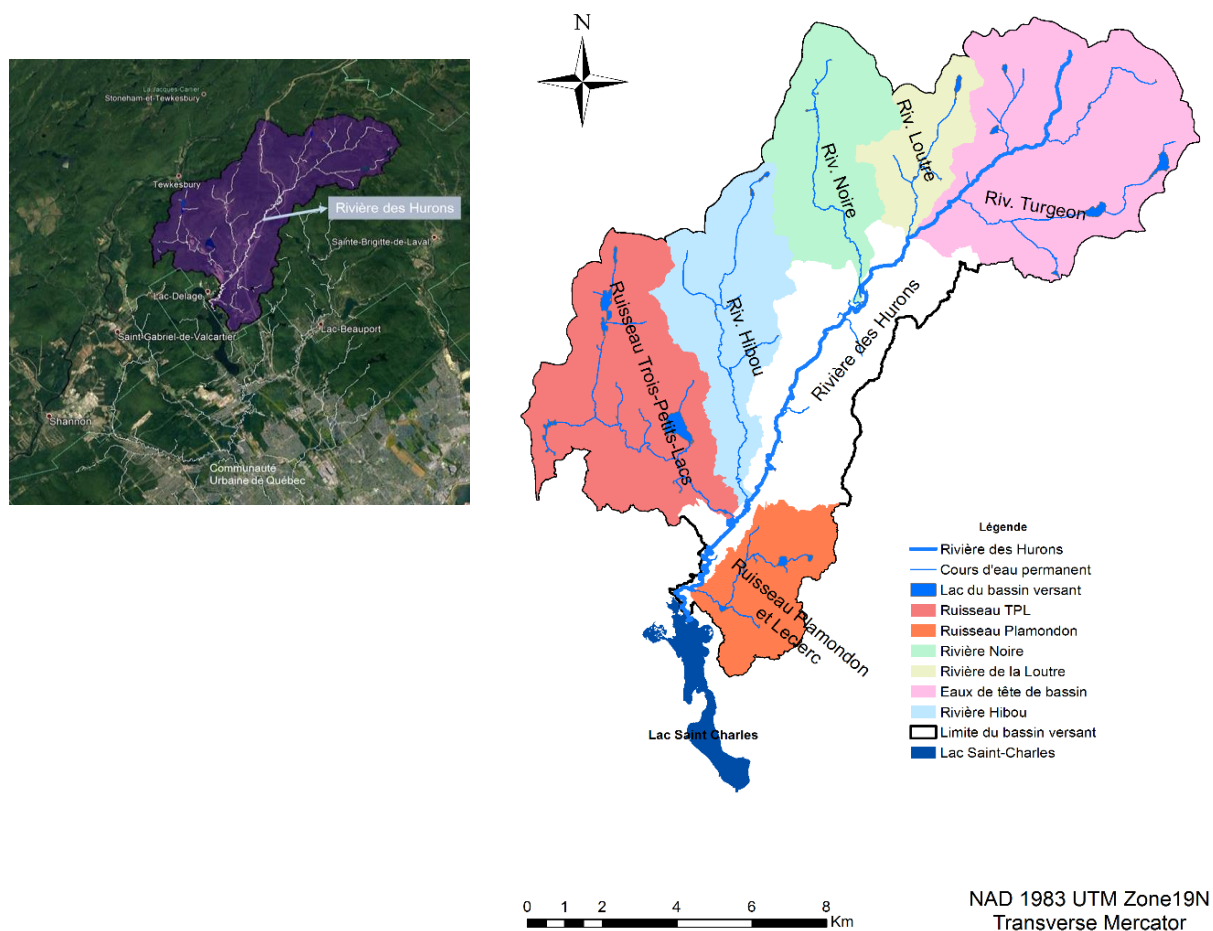 La Jacques-Cartier
Stoneham-et-Tewkesbury
Tewkesbury
Rivière des Hurons
Sainte-Brigitte-de-Laval
Lac-Delage
Saint-Gabriel-de-Valcartier
Lac-Beauport
Shannon
Communauté
Urbaine de Québec
N
Riv. Loutre
Riv. Noire
Riv. Turgeon
Riv. Hibou
Ruisseau Trois-Petits-Lacs
Rivière des Hurons
Ruisseau Plamondon
et Leclerc
Lac Saint Charles
Légende
Rivière des Hurons
Cours d'eau permanent
Lac du bassin versant
Ruisseau TPL
Ruisseau Plamondon
Rivière Noire
Rivière de la Loutre
Eaux de tête de bassin
Rivière Hibou
Limite du bassin versant
Lac Saint-Charles
0 1 2 4 6 8
Km
NAD 1983 UTM Zone19N
Transverse Mercator